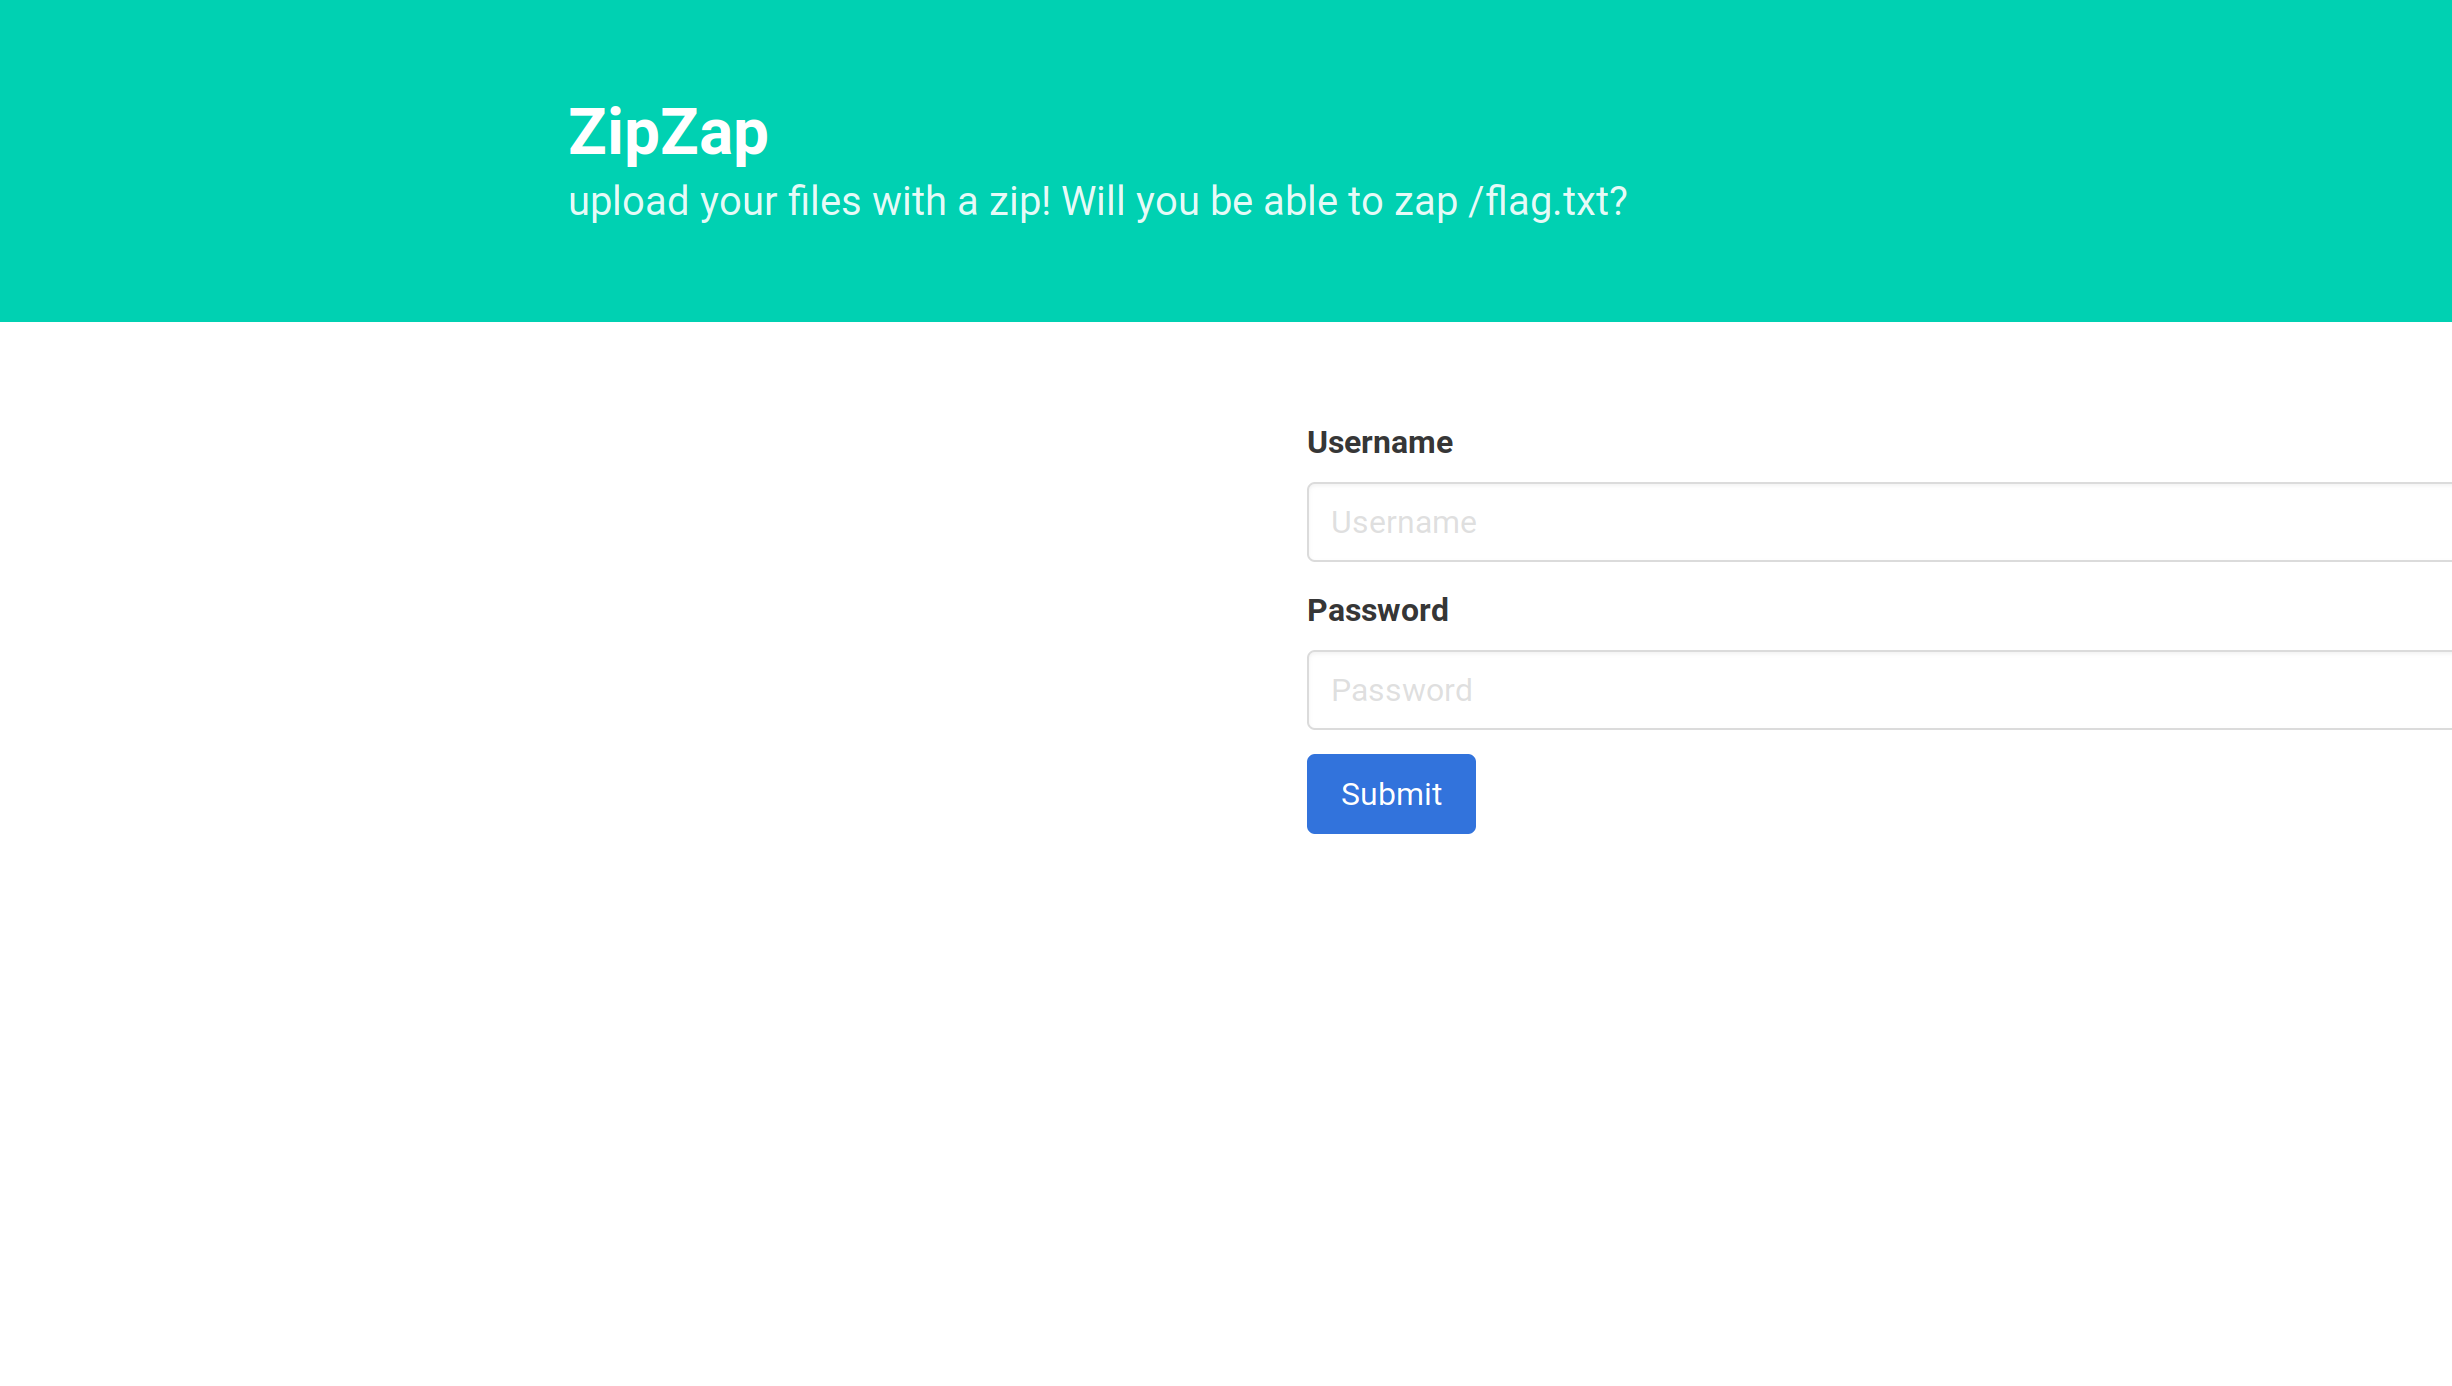 ZipZap
upload your files with a zip! Will you be able to zap /flag.txt?
Username
Username
Password
Password
Submit